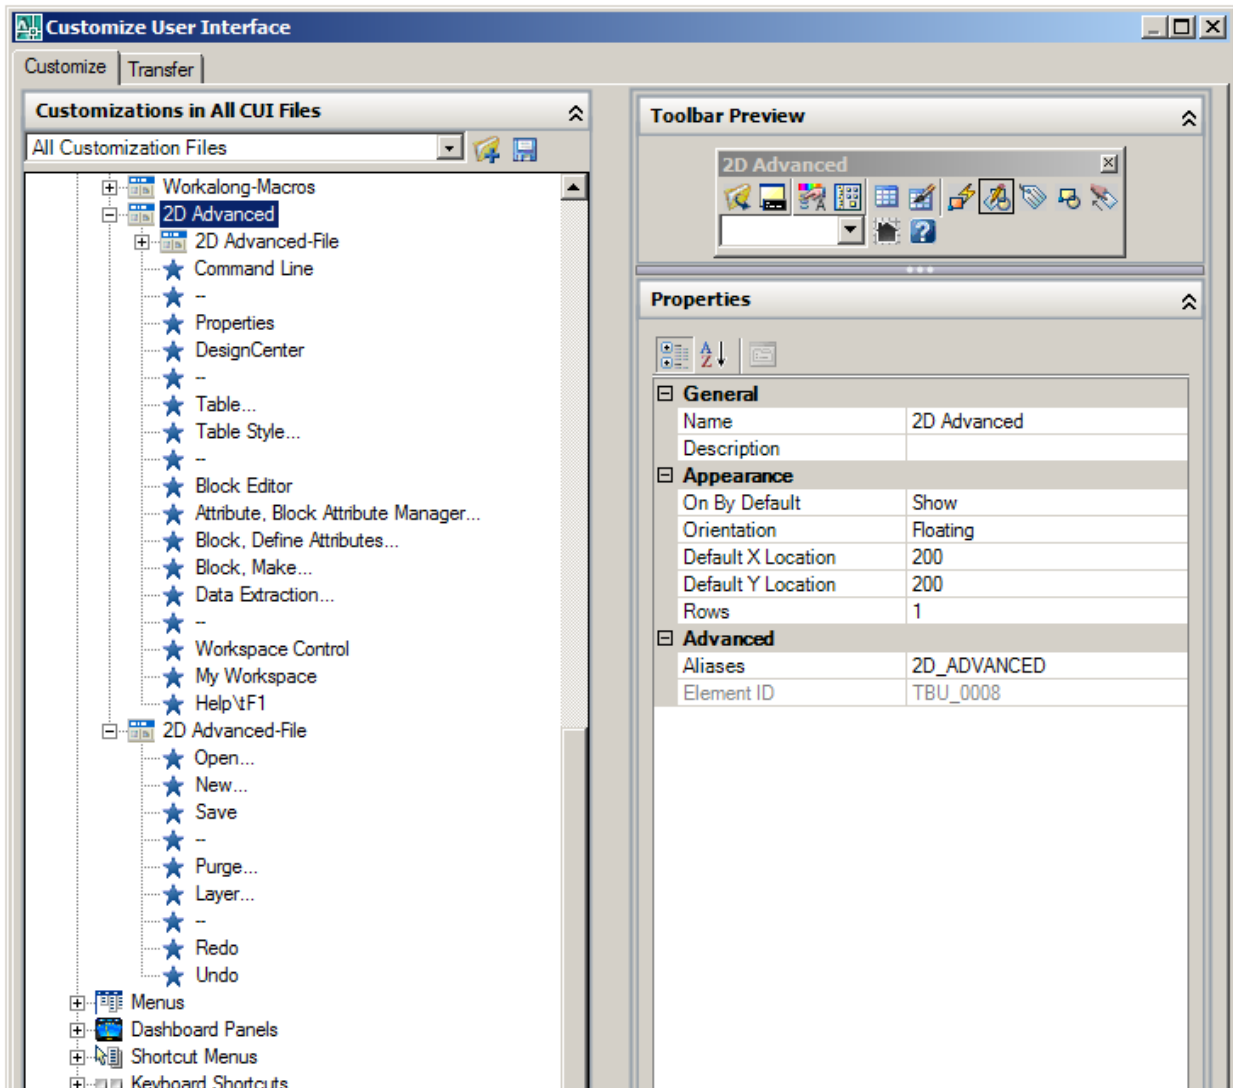 Customize User Interface
Customize
Transfer
Customizations in All CUI Files
All Customization Files
Workalong-Macros
2D Advanced
2D Advanced-File
Command Line
--
Properties
DesignCenter
--
Table...
Table Style...
--
Block Editor
Attribute, Block Attribute Manager...
Block, Define Attributes...
Block, Make...
Data Extraction...
--
Workspace Control
My Workspace
Help\tF1
2D Advanced-File
Open...
New...
Save
--
Purge...
Layer...
--
Redo
Undo
Menus
Dashboard Panels
Shortcut Menus
Keyboard Shortcuts
Toolbar Preview
2D Advanced
Properties
General
Name 2D Advanced
Description
Appearance
On By Default Show
Orientation Floating
Default X Location 200
Default Y Location 200
Rows 1
Advanced
Aliases 2D_ADVANCED
Element ID TBU_0008